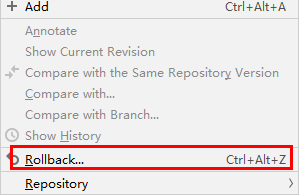 Add Ctrl+Alt+A
Annotate
Show Current Revision
Compare with the Same Repository Version
Compare with...
Compare with Branch...
Show History
Rollback... Ctrl+Alt+Z
Repository